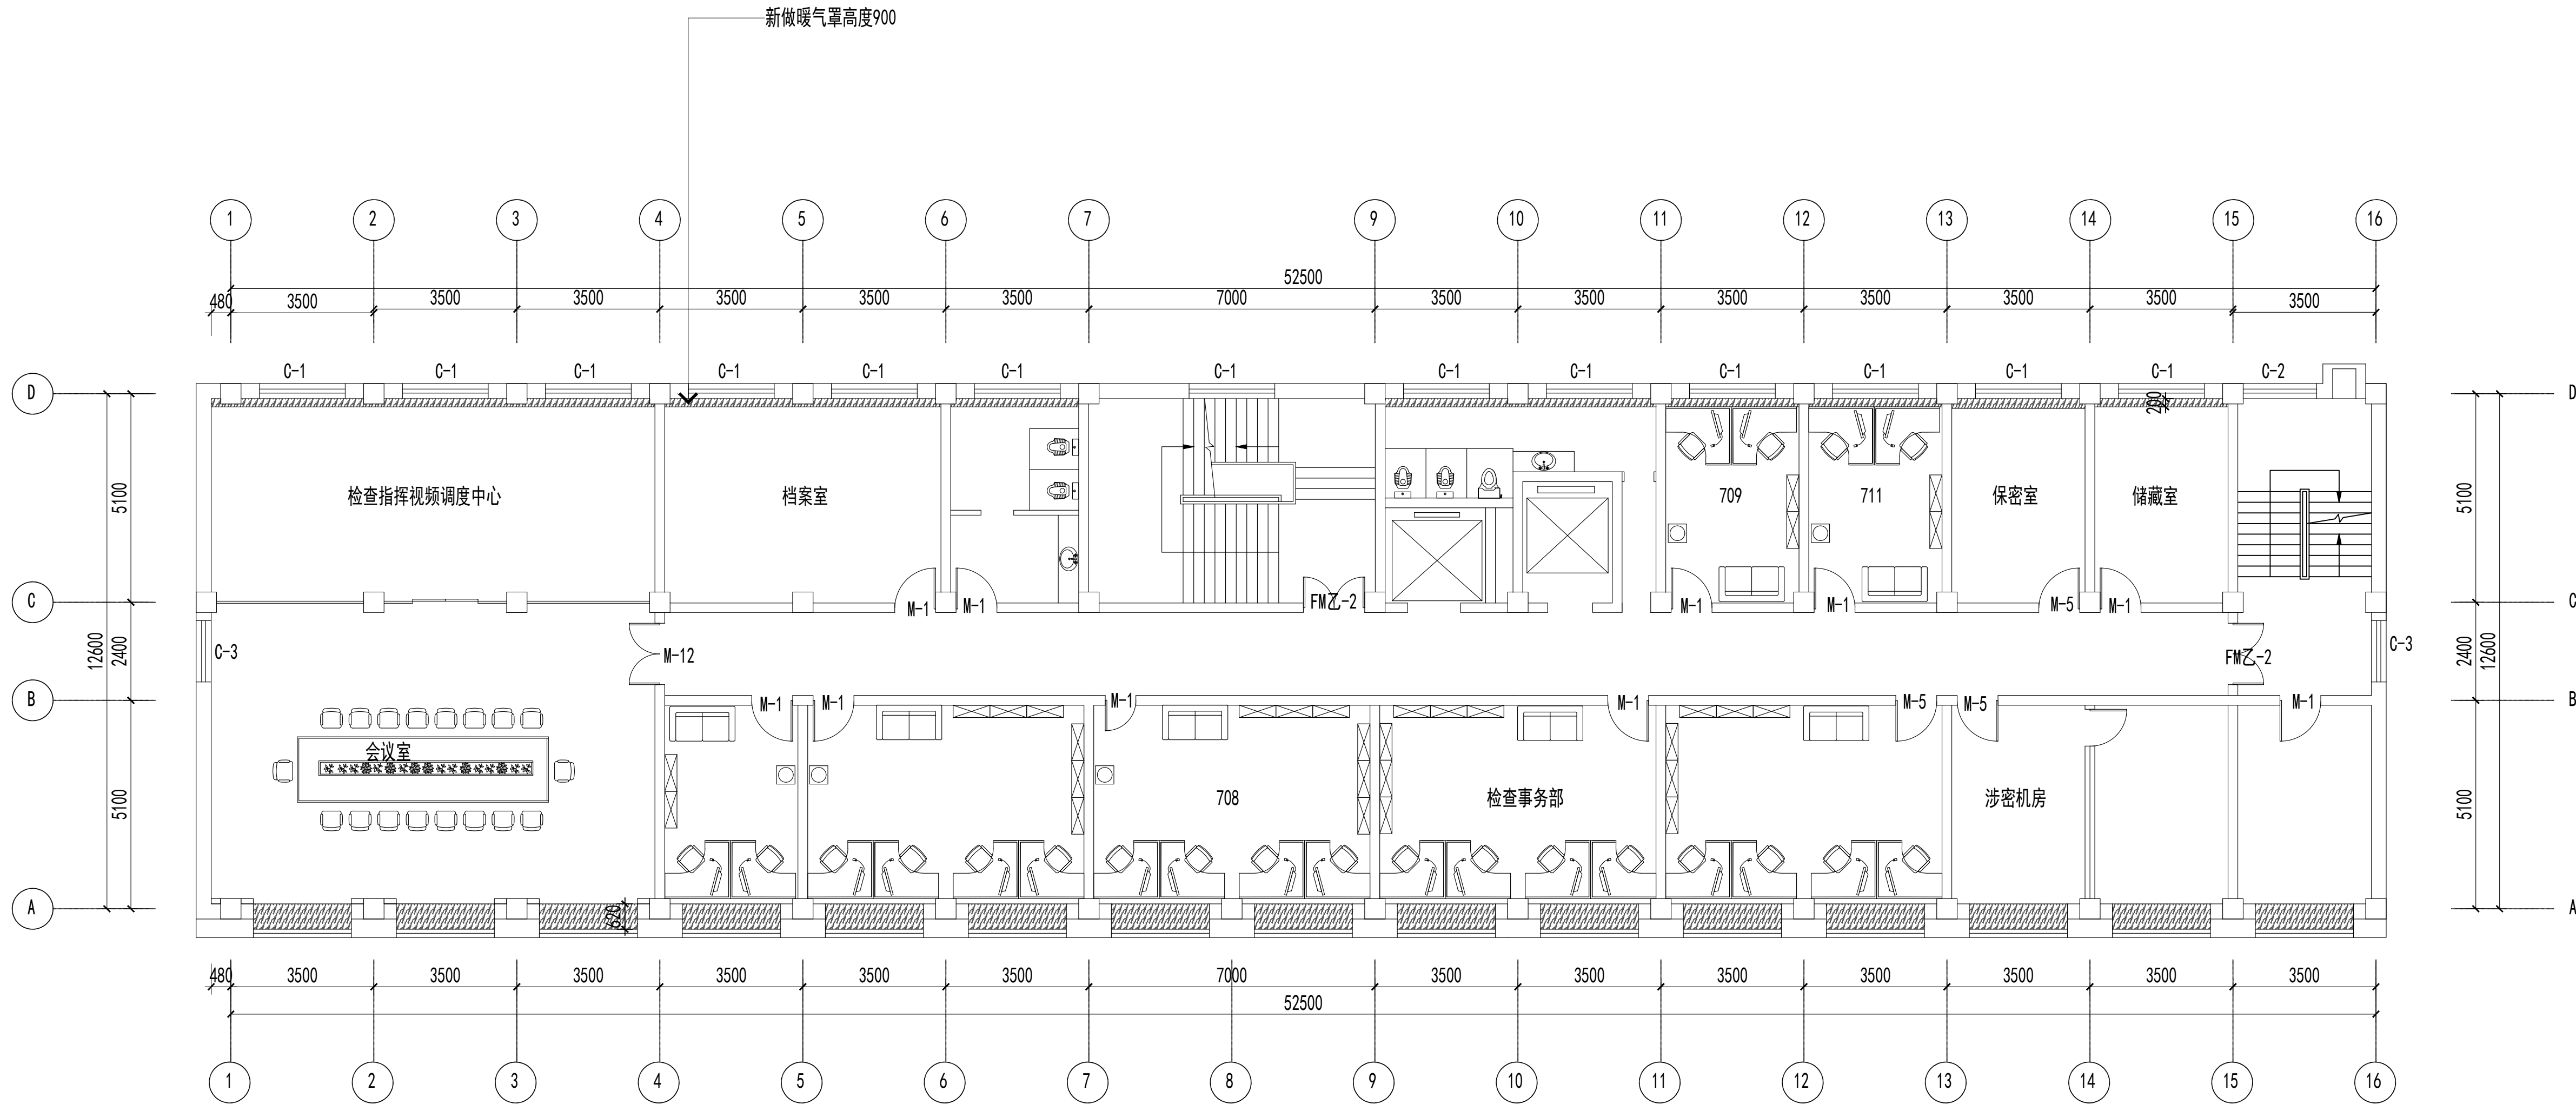 新做暖气罩高度900
1 2 3 4 5 6 7 9 10 11 12 13 14 15 16
52500
480 3500 3500 3500 3500 3500 3500 7000 3500 3500 3500 3500 3500 3500 3500
C-1 C-1 C-1 C-1 C-1 C-1 C-1 C-1 C-1 C-1 C-1 C-1 C-1 C-2
D D
200
5100 检查指挥视频调度中心 档案室 709 711 保密室 储藏室 5100
C M-1 M-1 FM乙-2 M-1 M-1 M-5 M-1 C
12600 2400 C-3 M-12 FM乙-2 C-3 2400 12600
B M-1 M-1 M-1 M-1 M-5 M-5 M-1 B
会议室
5100 708 检查事务部 涉密机房 5100
A 620 A
480 3500 3500 3500 3500 3500 3500 7000 3500 3500 3500 3500 3500 3500 3500
52500
1 2 3 4 5 6 7 8 9 10 11 12 13 14 15 16